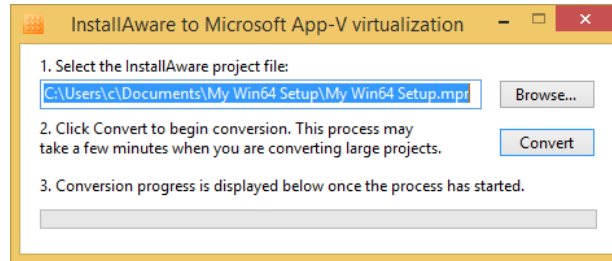 InstallAware to Microsoft App-V virtualization
1. Select the InstallAware project file:
C:\Users\c\Documents\My Win64 Setup\My Win64 Setup.mpr
Browse...
2. Click Convert to begin conversion. This process may
take a few minutes when you are converting large projects.
Convert
3. Conversion progress is displayed below once the process has started.